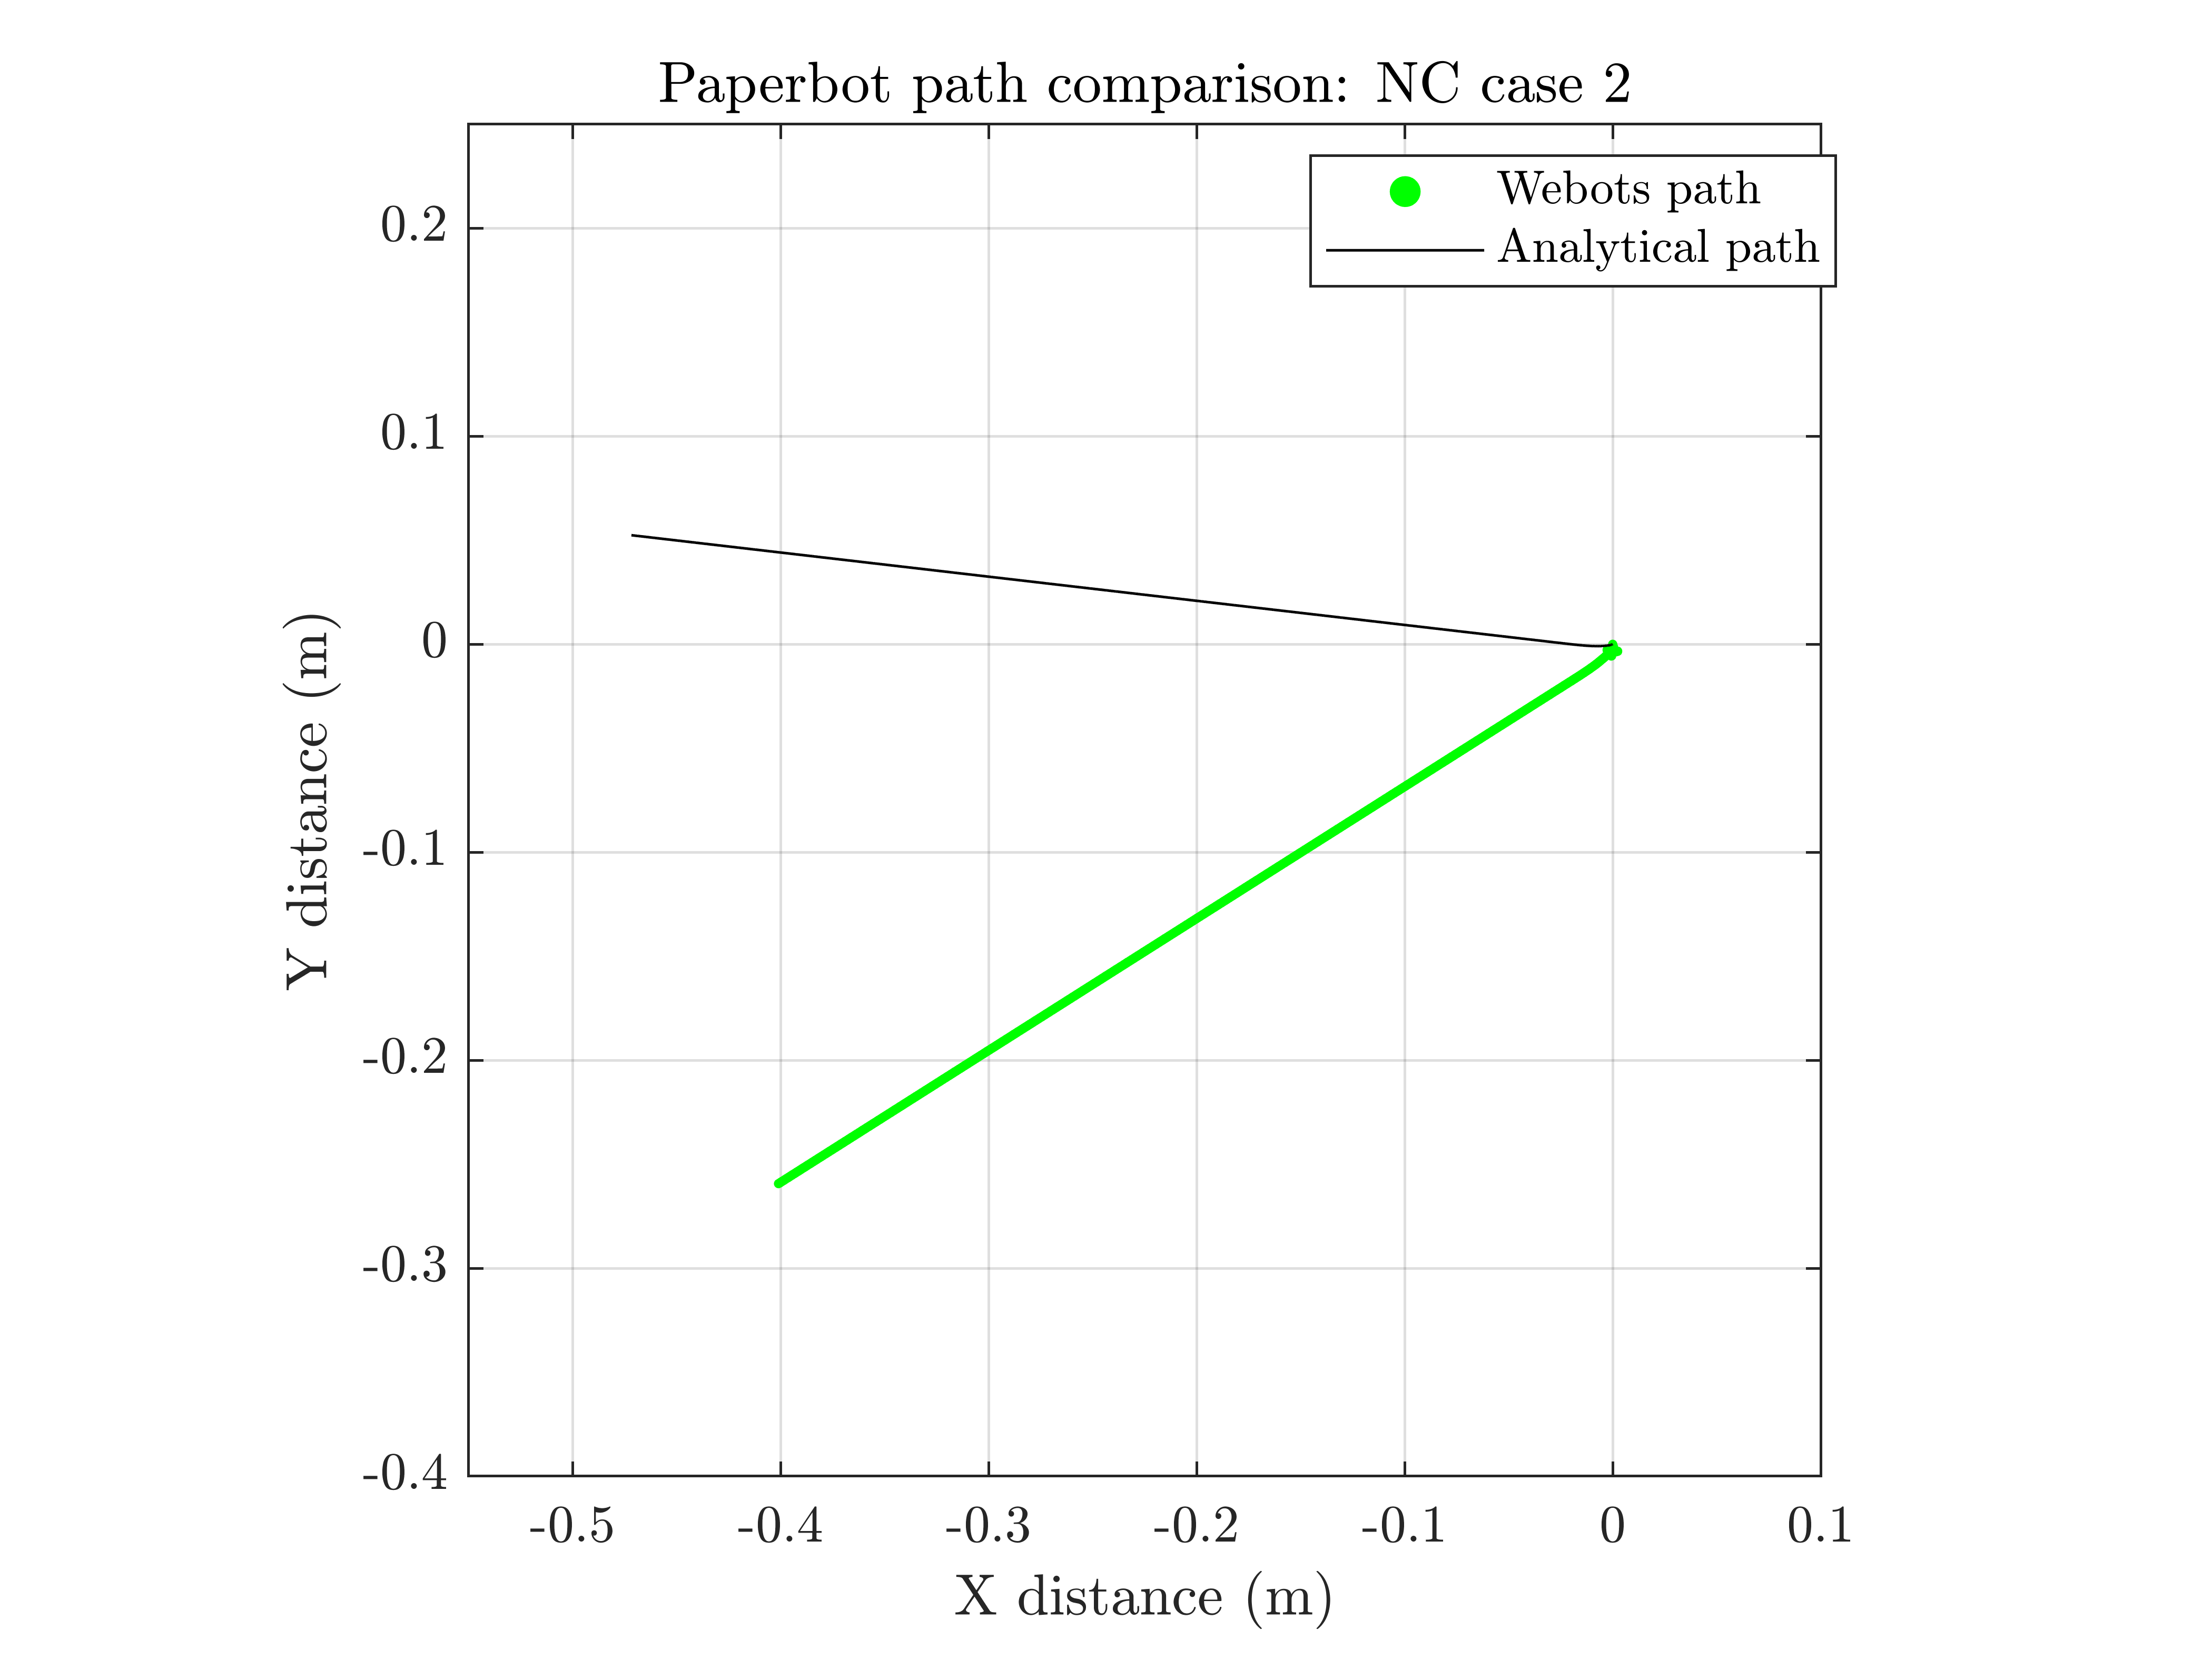 Paperbot path comparison: NC case 2
Webots path
Analytical path
0.2
0.1
0
-0.1
-0.2
-0.3
-0.4
Y distance (m)
-0.5 -0.4 -0.3 -0.2 -0.1 0 0.1
X distance (m)